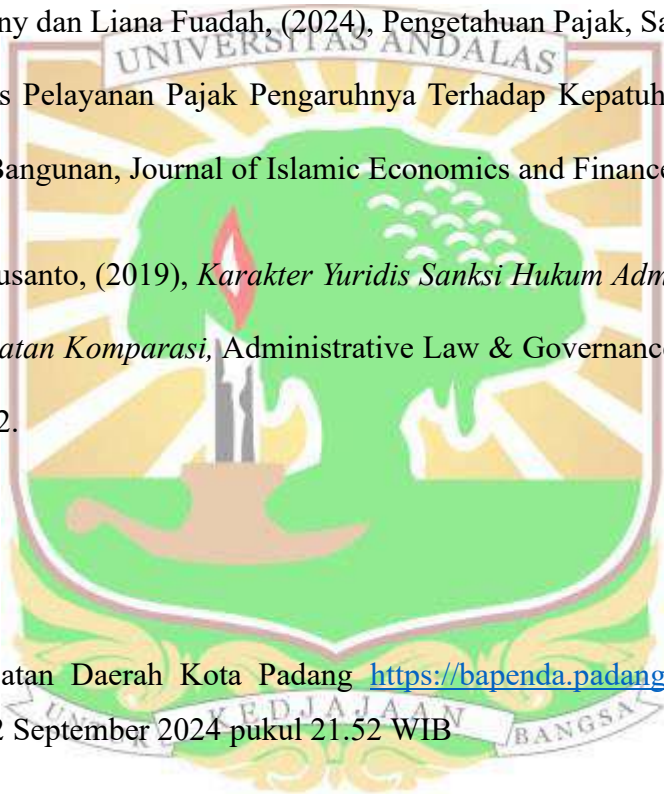 ny dan Liana Fuadah, (2024), Pengetahuan Pajak, Sa
UNIVERSITAS ANDALAS
s Pelayanan Pajak Pengaruhnya Terhadap Kepatuh
Bangunan, Journal of Islamic Economics and Finance
usanto, (2019), Karakter Yuridis Sanksi Hukum Adm
atan Komparasi, Administrative Law & Governance
2.
atan Daerah Kota Padang https://bapenda.padang
2 September 2024 pukul 21.52 WIB
UNTUK KEDJAJAAN BANGSA